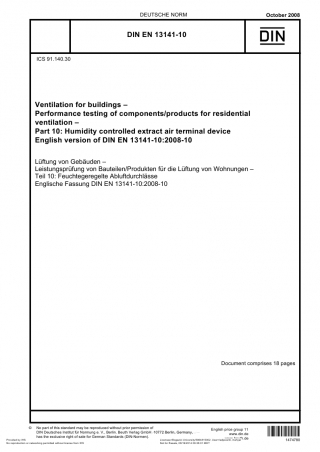 DEUTSCHE NORM
October 2008
DIN EN 13141-10
DIN
ICS 91.140.30
Ventilation for buildings –
Performance testing of components/products for residential
ventilation –
Part 10: Humidity controlled extract air terminal device
English version of DIN EN 13141-10:2008-10
Lüftung von Gebäuden –
Leistungsprüfung von Bauteilen/Produkten für die Lüftung von Wohnungen –
Teil 10: Feuchtegeregelte Abluftdurchlässe
Englische Fassung DIN EN 13141-10:2008-10
Document comprises 18 pages
No part of this standard may be reproduced without prior permission of
DIN Deutsches Institut für Normung e. V., Berlin. Beuth Verlag GmbH, 10772 Berlin, Germany,
has the exclusive right of sale for German Standards (DIN-Normen).
English price group 11
www.din.de